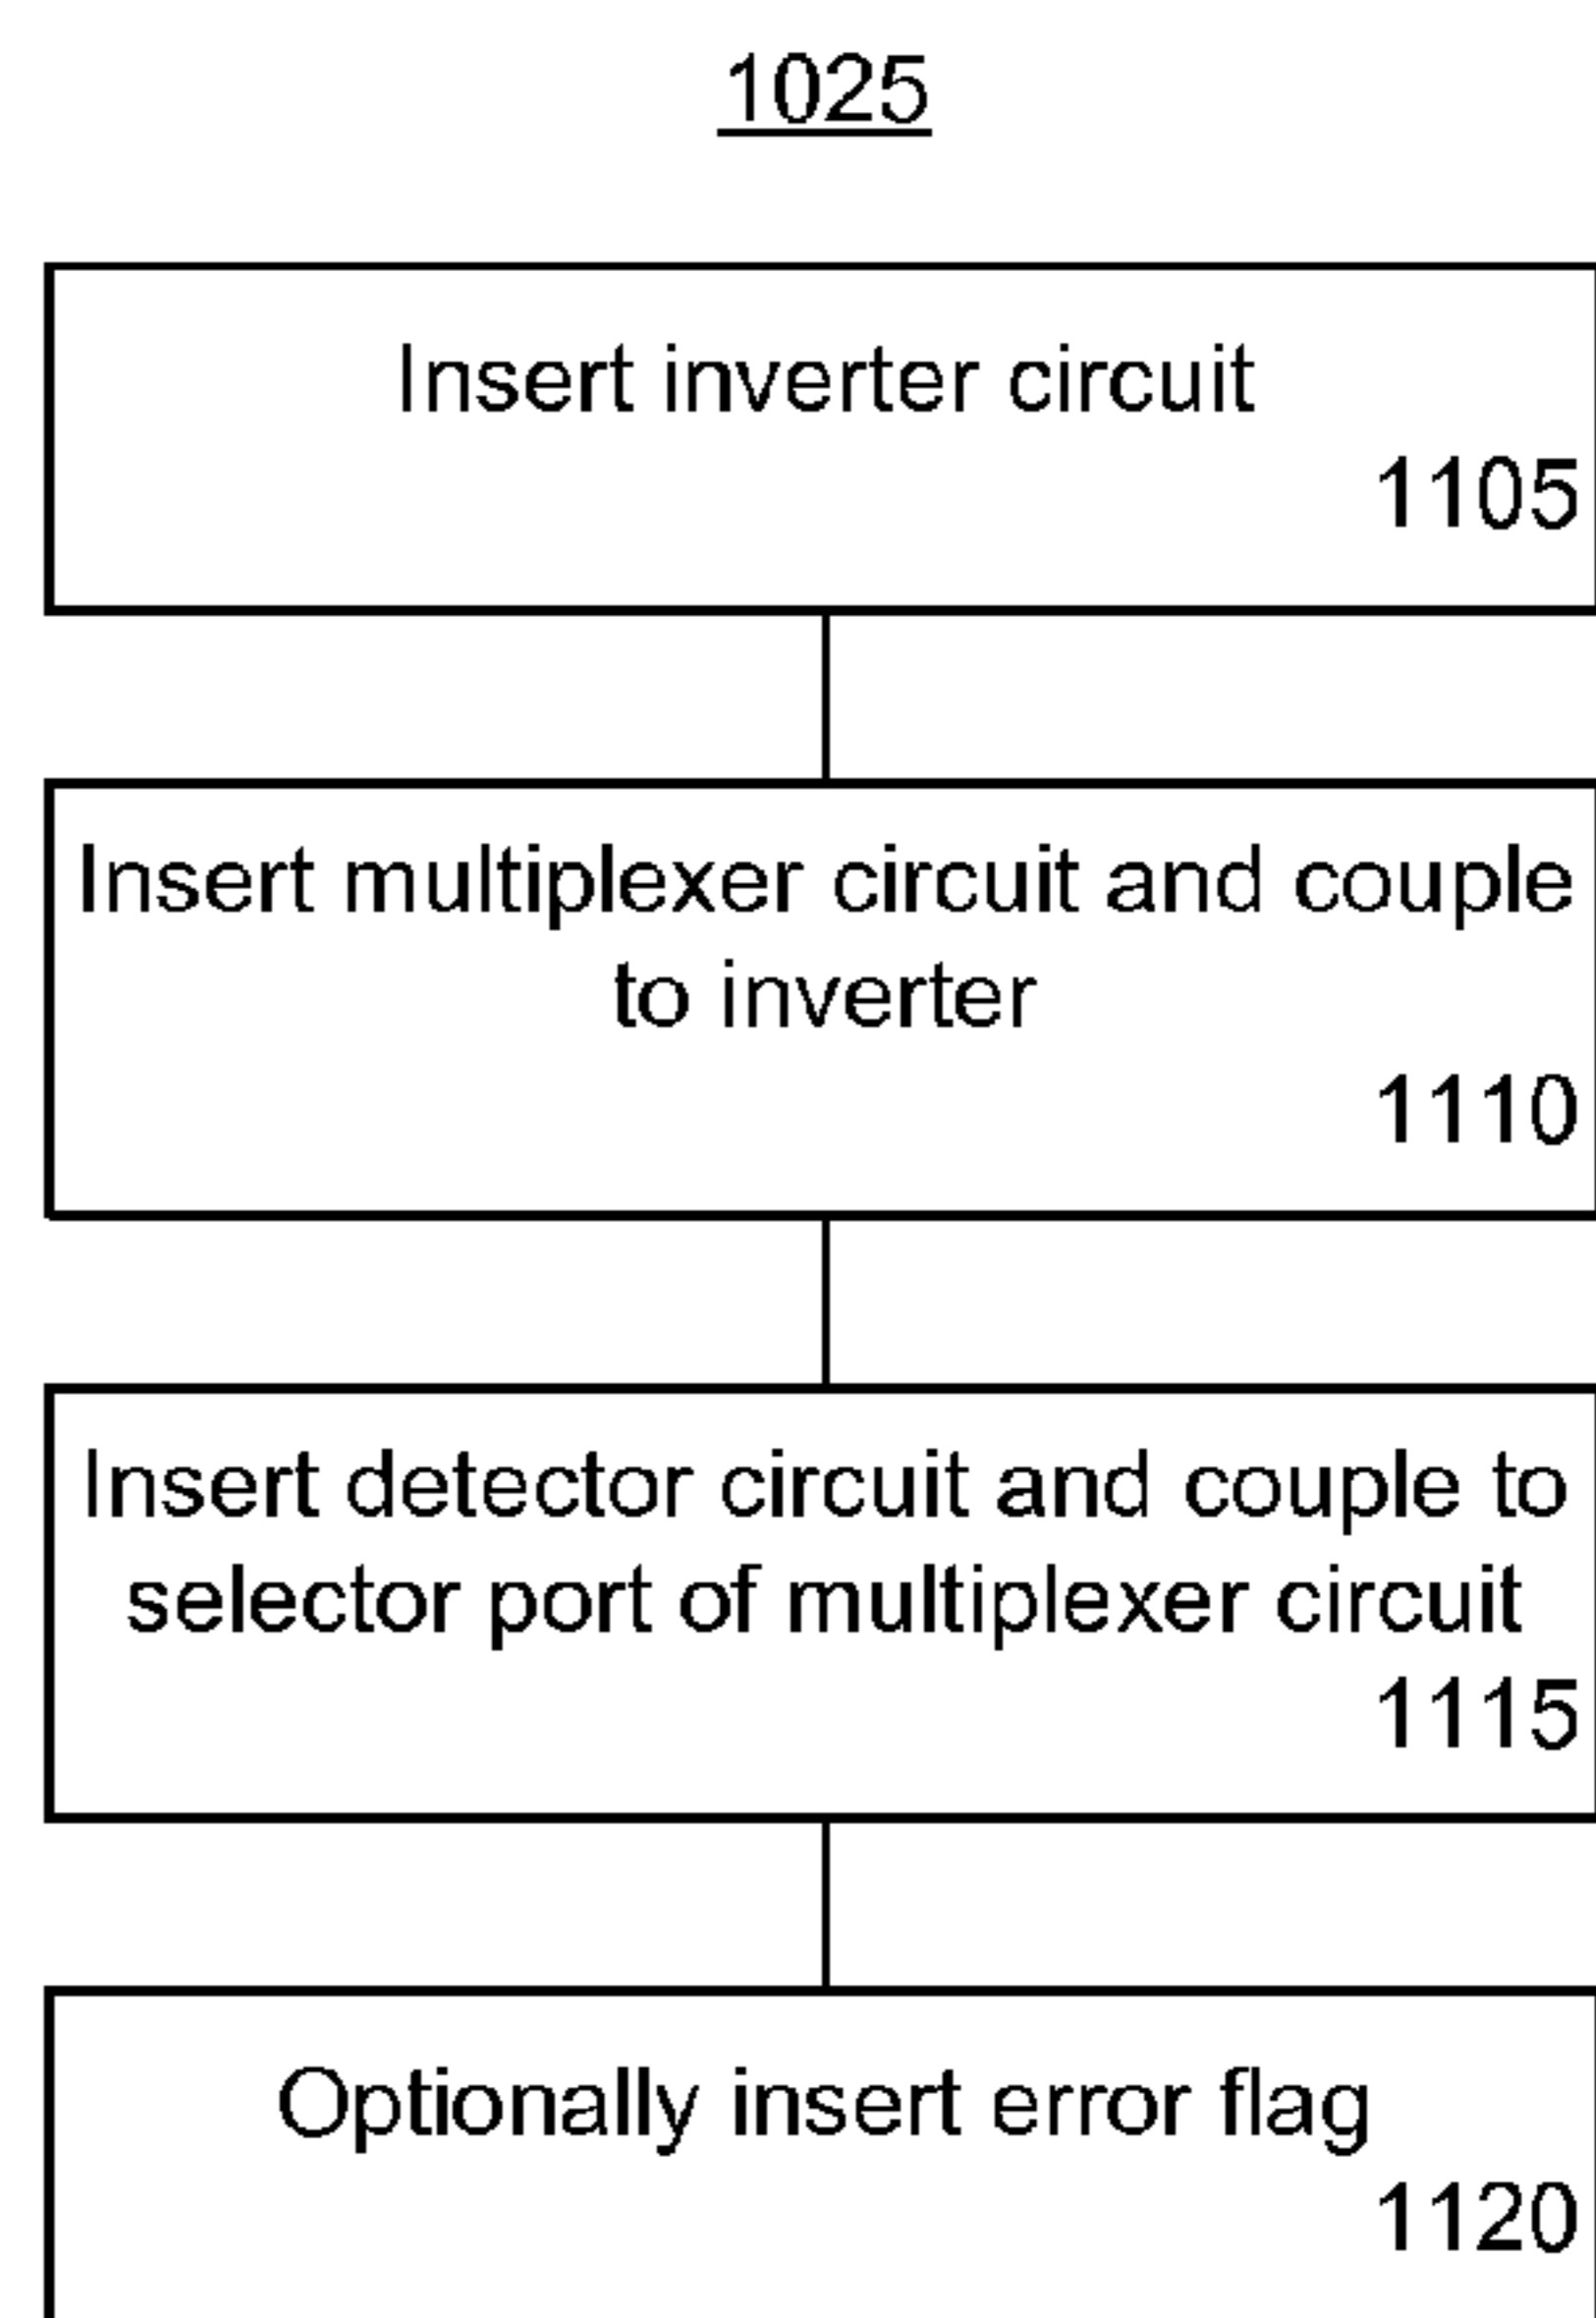 1025
Insert inverter circuit
1105
Insert multiplexer circuit and couple
to inverter
1110
Insert detector circuit and couple to
selector port of multiplexer circuit
1115
Optionally insert error flag
1120